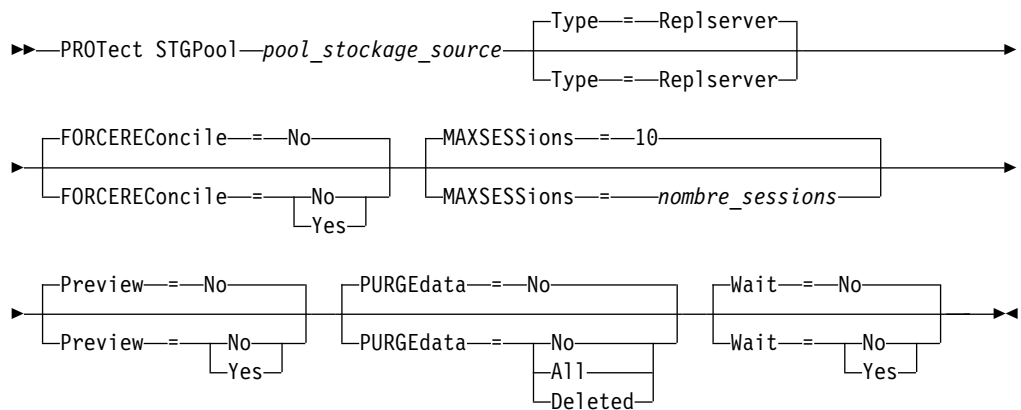 Type = Replserver
PROTect STGPool pool_stockage_source
Type = Replserver
FORCEREConcile = No MAXSESSions = 10
FORCEREConcile = No MAXSESSions = nombre_sessions
Yes
Preview = No PURGEdata = No Wait = No
Preview = No PURGEdata = No Wait = No
Yes All Yes
Deleted